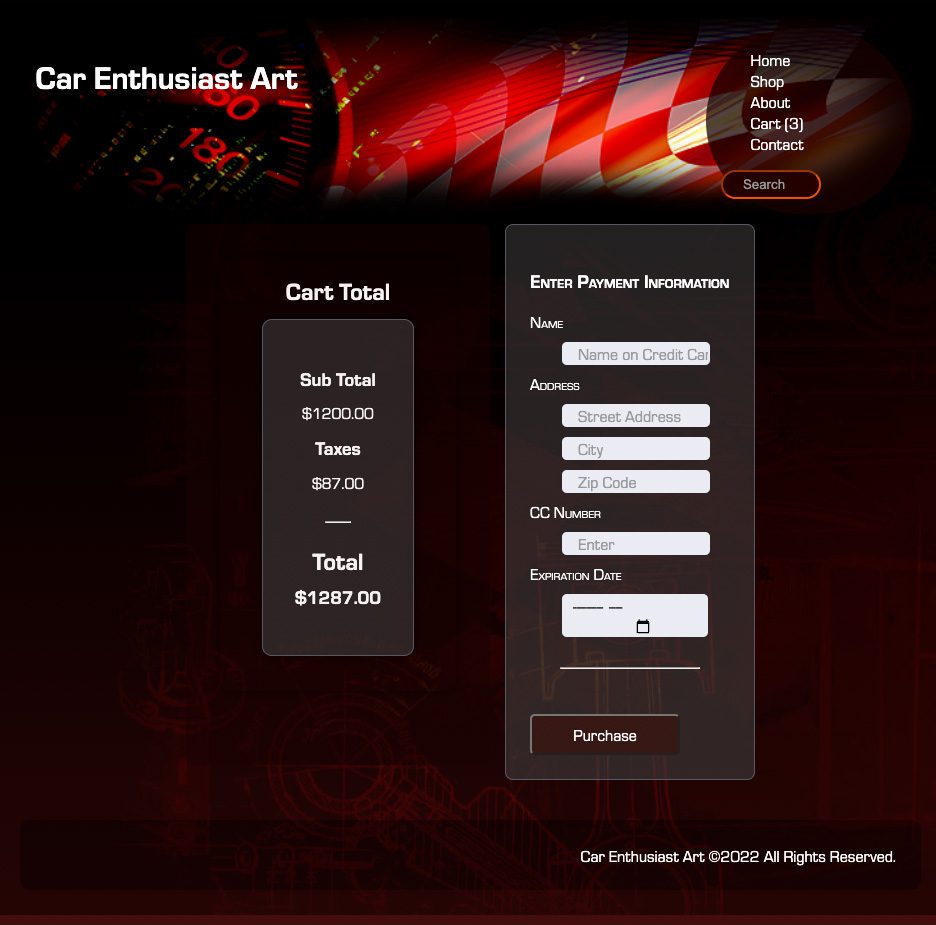 Car Enthusiast Art
Home
Shop
About
Cart (3)
Contact
Search
180
Cart Total
Sub Total
$1200.00
Taxes
$87.00
Total
$1287.00
Enter Payment Information
Name
Name on Credit Car
Address
Street Address
City
Zip Code
CC Number
Enter
Expiration Date
---- --
Purchase
Car Enthusiast Art ©2022 All Rights Reserved.